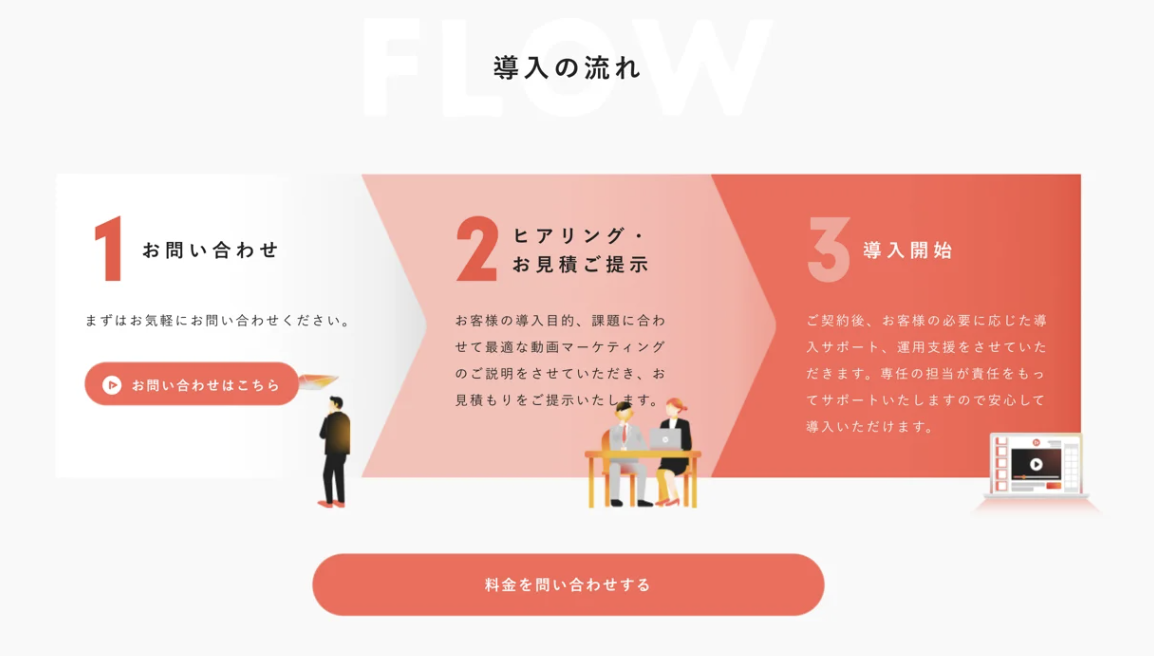 FLOW
導入の流れ
1
お問い合わせ
まずはお気軽にお問い合わせください。
お問い合わせはこちら
2
ヒアリング・
お見積ご提示
お客様の導入目的、課題に合わ
せて最適な動画マーケティング
のご説明をさせていただき、お
見積もりをご提示いたします。
3
導入開始
ご契約後、お客様の必要に応じた導
入サポート、運用支援をさせていた
だきます。専任の担当が責任をもっ
てサポートいたしますので安心して
導入いただけます。
料金を問い合わせする